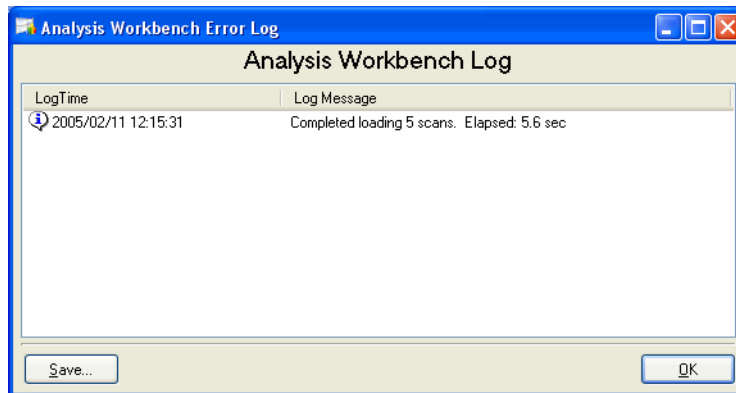 Analysis Workbench Error Log
Analysis Workbench Log
LogTime Log Message
2005/02/11 12:15:31 Completed loading 5 scans. Elapsed: 5.6 sec
Save... OK